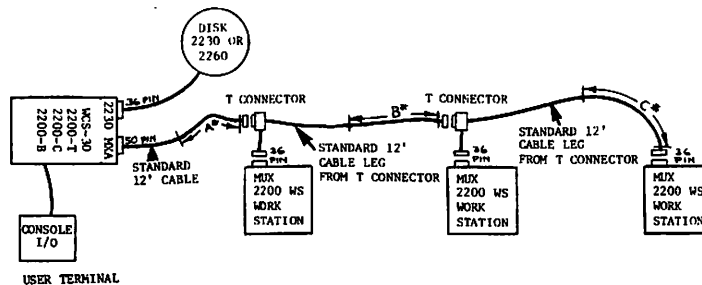 DISK
2230 OR
2260
36 PIN
50 PIN
2230 MXA
WCS-30
2200-T
2200-C
2200-B
STANDARD
12' CABLE
CONSOLE
I/O
USER TERMINAL
A*
T CONNECTOR
36
PIN
MUX
2200 WS
WORK
STATION
STANDARD 12'
CABLE LEG
FROM T CONNECTOR
B*
T CONNECTOR
36
PIN
MUX
2200 WS
WORK
STATION
STANDARD 12'
CABLE LEG
FROM T CONNECTOR
C*
36
PIN
MUX
2200 WS
WORK
STATION